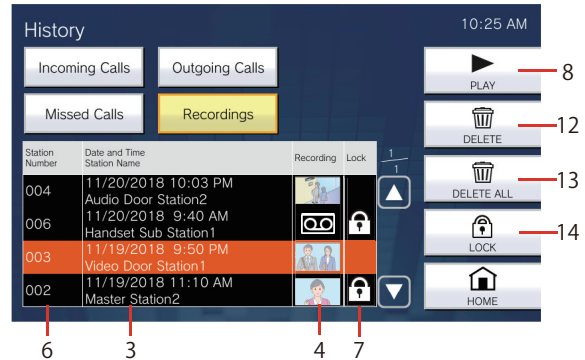 History
10:25 AM
Incoming Calls
Outgoing Calls
PLAY
8
Missed Calls
Recordings
DELETE
12
Station
Number
Date and Time
Station Name
Recording
Lock
1
1
DELETE ALL
13
004
11/20/2018 10:03 PM
Audio Door Station2
006
11/20/2018 9:40 AM
Handset Sub Station1
LOCK
14
003
11/19/2018 9:50 PM
Video Door Station1
002
11/19/2018 11:10 AM
Master Station2
HOME
6
3
4
7